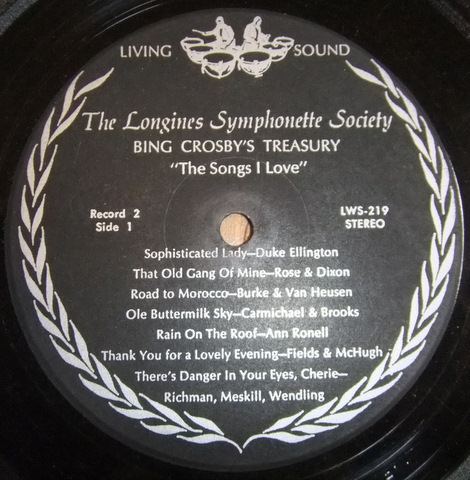 LIVING SOUND
The Longines Symphonette Society
BING CROSBY'S TREASURY
"The Songs I Love"
Record 2
Side 1
LWS-219
STEREO
Sophisticated Lady—Duke Ellington
That Old Gang Of Mine—Rose & Dixon
Road to Morocco—Burke & Van Heusen
Ole Buttermilk Sky—Carmichael & Brooks
Rain On The Roof—Ann Ronell
Thank You for a Lovely Evening—Fields & McHugh
There's Danger In Your Eyes, Cherie—
Richman, Meskill, Wendling